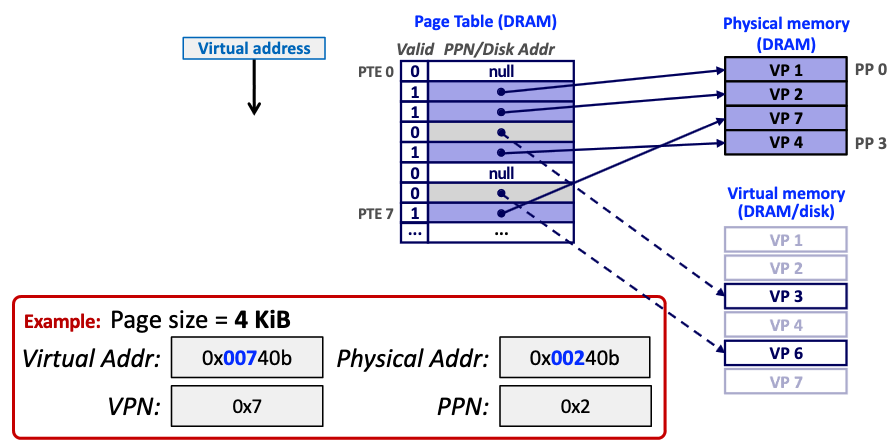 Page Table (DRAM)
Physical memory
(DRAM)
Virtual address
Valid PPN/Disk Addr
PTE 0 0 null
1
1
0
1
0 null
0
PTE 7 1
... ...
VP 1 PP 0
VP 2
VP 7
VP 4 PP 3
Virtual memory
(DRAM/disk)
VP 1
VP 2
VP 3
VP 4
VP 6
VP 7
Example: Page size = 4 KiB
Virtual Addr: 0x00740b Physical Addr: 0x00240b
VPN: 0x7 PPN: 0x2